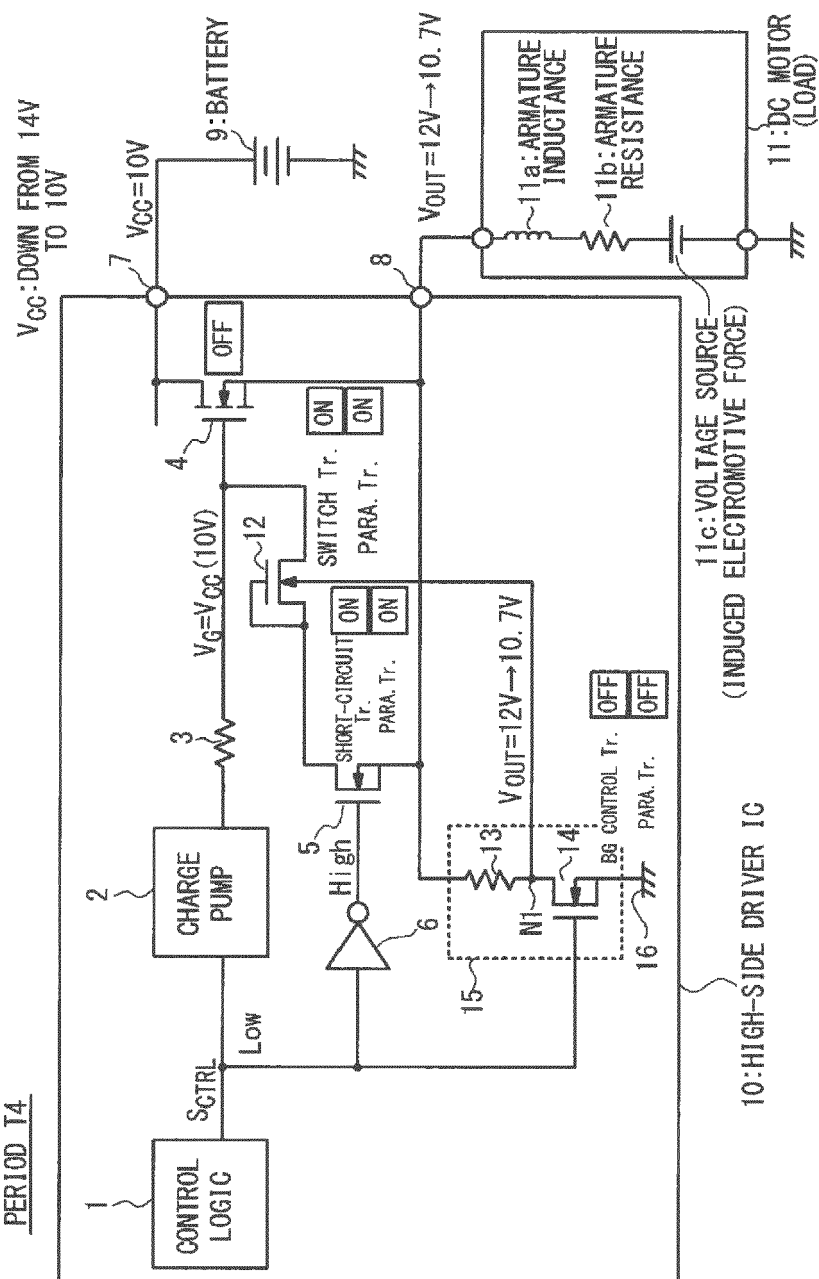 PERIOD T4
1
CONTROL
LOGIC
SCTRL
Low
2
CHARGE
PUMP
3
VG=VCC (10V)
4
OFF
7
VCC:DOWN FROM 14V
TO 10V
VCC=10V
9:BATTERY
12
SWITCH Tr.
ON
PARA. Tr.
ON
5
High
6
SHORT-CIRCUIT
Tr.
ON
PARA. Tr.
ON
8
VOUT=12V→10.7V
11a:ARMATURE
INDUCTANCE
11b:ARMATURE
RESISTANCE
11:DC MOTOR
(LOAD)
11c:VOLTAGE SOURCE
(INDUCED ELECTROMOTIVE FORCE)
VOUT=12V→10.7V
13
N1
14
15
16
BG CONTROL Tr.
OFF
PARA. Tr.
OFF
10:HIGH-SIDE DRIVER IC